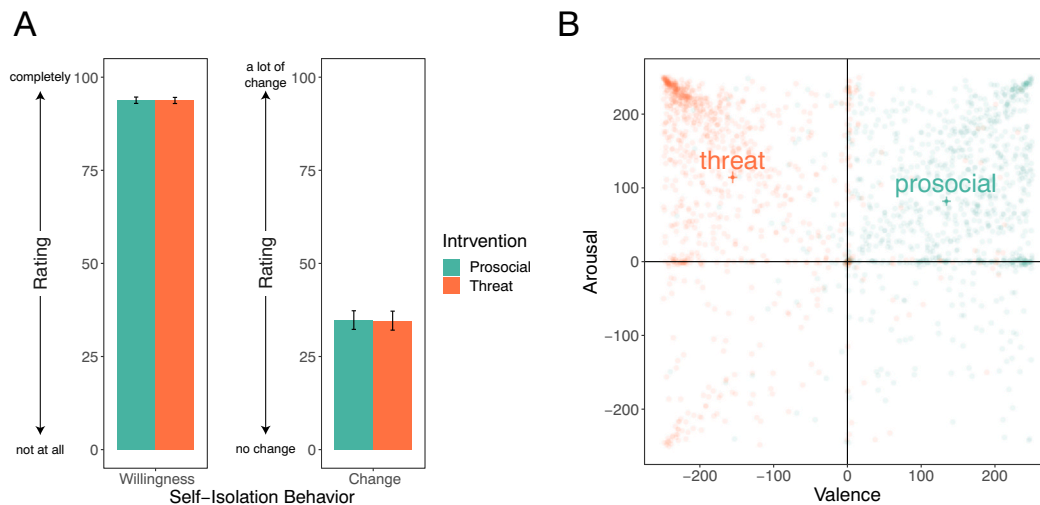 A
completely
not at all
Rating
100
75
50
25
0
Willingness
a lot of
change
no change
Rating
100
75
50
25
0
Change
Self−Isolation Behavior
Intrvention
Prosocial
Threat
B
Arousal
200
100
0
−100
−200
threat
prosocial
−200
−100
0
100
200
Valence